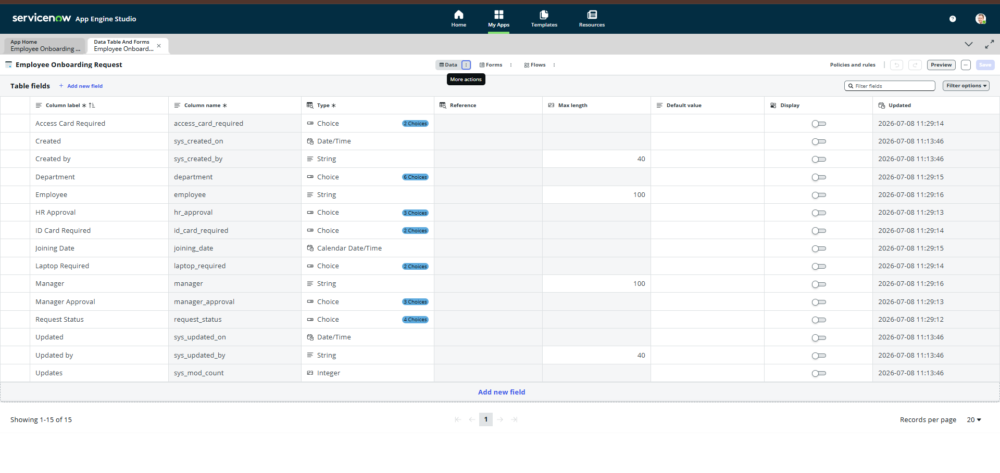 servicenow App Engine Studio
Home
My Apps
Templates
Resources
App Home
Employee Onboarding ...
Data Table And Forms
Employee Onboard...
Employee Onboarding Request
Data
Forms
Flows
Policies and rules
Preview
Save
More actions
Table fields
+ Add new field
Filter fields
Filter options
Column label *
Column name *
Type *
Reference
Max length
Default value
Display
Updated
Access Card Required access_card_required Choice 2 Choices 2026-07-08 11:29:14
Created sys_created_on Date/Time 2026-07-08 11:13:46
Created by sys_created_by String 40 2026-07-08 11:13:46
Department department Choice 6 Choices 2026-07-08 11:29:15
Employee employee String 100 2026-07-08 11:29:16
HR Approval hr_approval Choice 3 Choices 2026-07-08 11:29:13
ID Card Required id_card_required Choice 2 Choices 2026-07-08 11:29:14
Joining Date joining_date Calendar Date/Time 2026-07-08 11:29:15
Laptop Required laptop_required Choice 2 Choices 2026-07-08 11:29:14
Manager manager String 100 2026-07-08 11:29:16
Manager Approval manager_approval Choice 3 Choices 2026-07-08 11:29:13
Request Status request_status Choice 4 Choices 2026-07-08 11:29:12
Updated sys_updated_on Date/Time 2026-07-08 11:13:46
Updated by sys_updated_by String 40 2026-07-08 11:13:46
Updates sys_mod_count Integer 2026-07-08 11:13:46
Add new field
Showing 1-15 of 15
1
Records per page 20